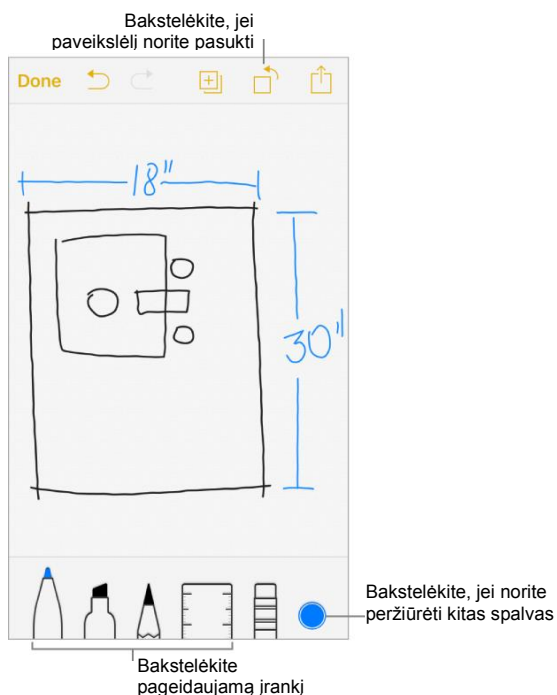 Bakstelėkite, jei
paveikslėlį norite pasukti
Done
18"
30"
Bakstelėkite, jei norite
peržiūrėti kitas spalvas
Bakstelėkite
pageidaujamą įrankį